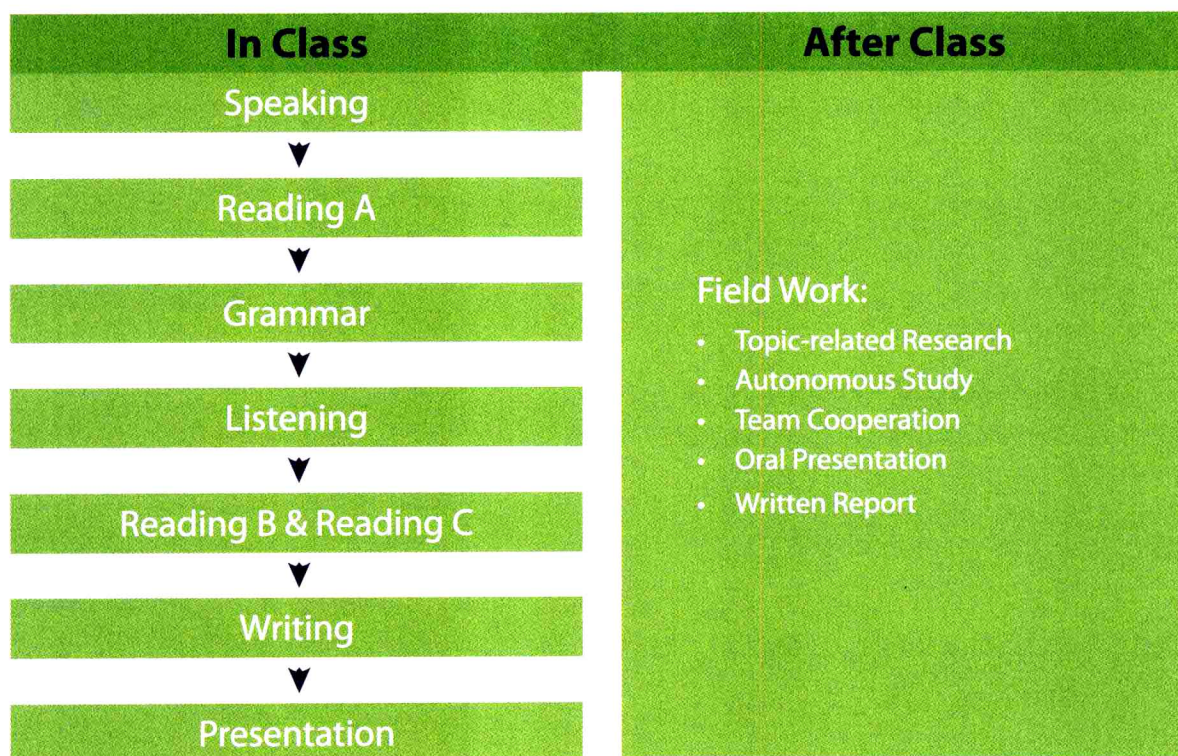 In Class
After Class
Speaking
Reading A
Grammar
Listening
Reading B & Reading C
Writing
Presentation
Field Work:
• Topic-related Research
• Autonomous Study
• Team Cooperation
• Oral Presentation
• Written Report